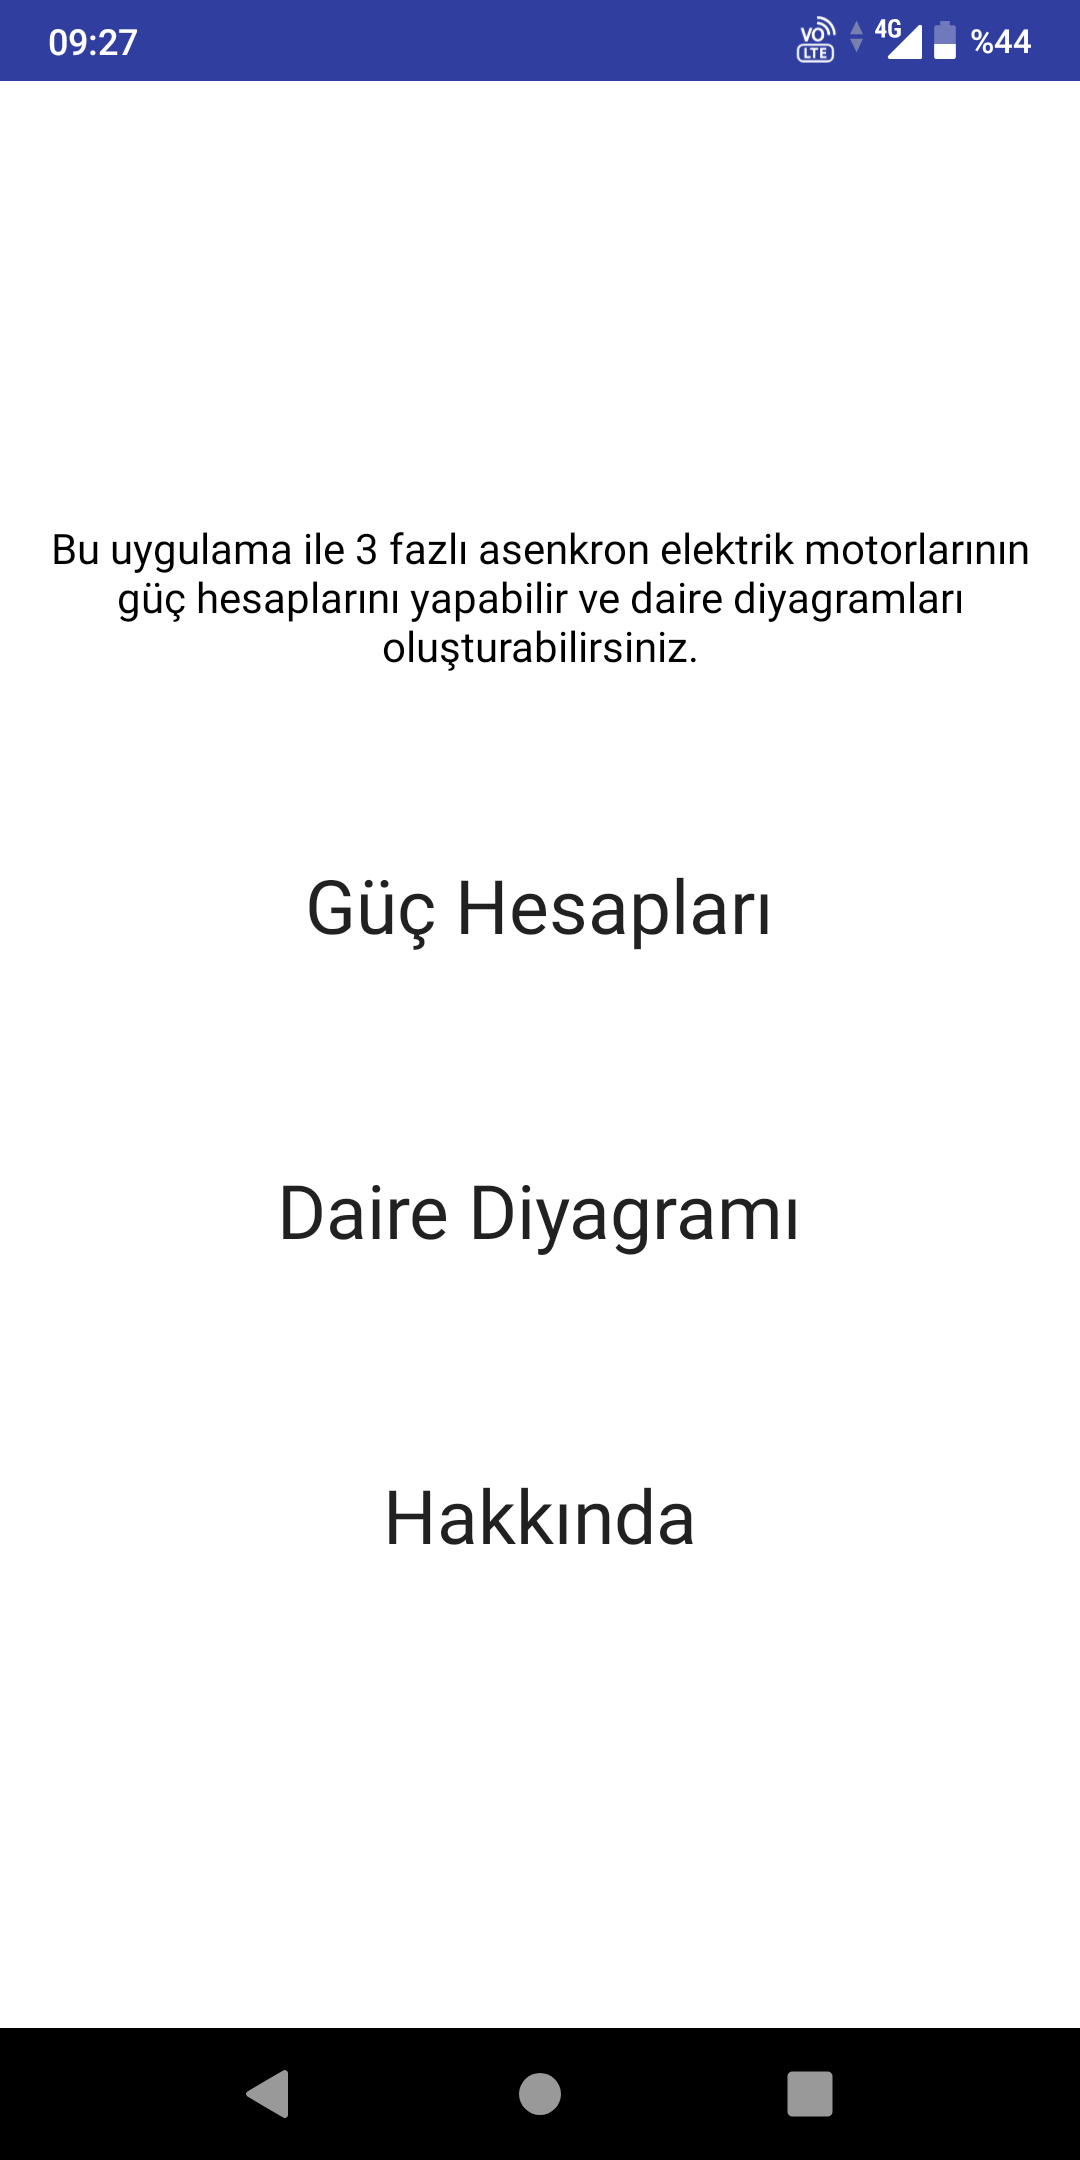 09:27
VO LTE 4G %44
Bu uygulama ile 3 fazlı asenkron elektrik motorlarının
güç hesaplarını yapabilir ve daire diyagramları
oluşturabilirsiniz.
Güç Hesapları
Daire Diyagramı
Hakkında